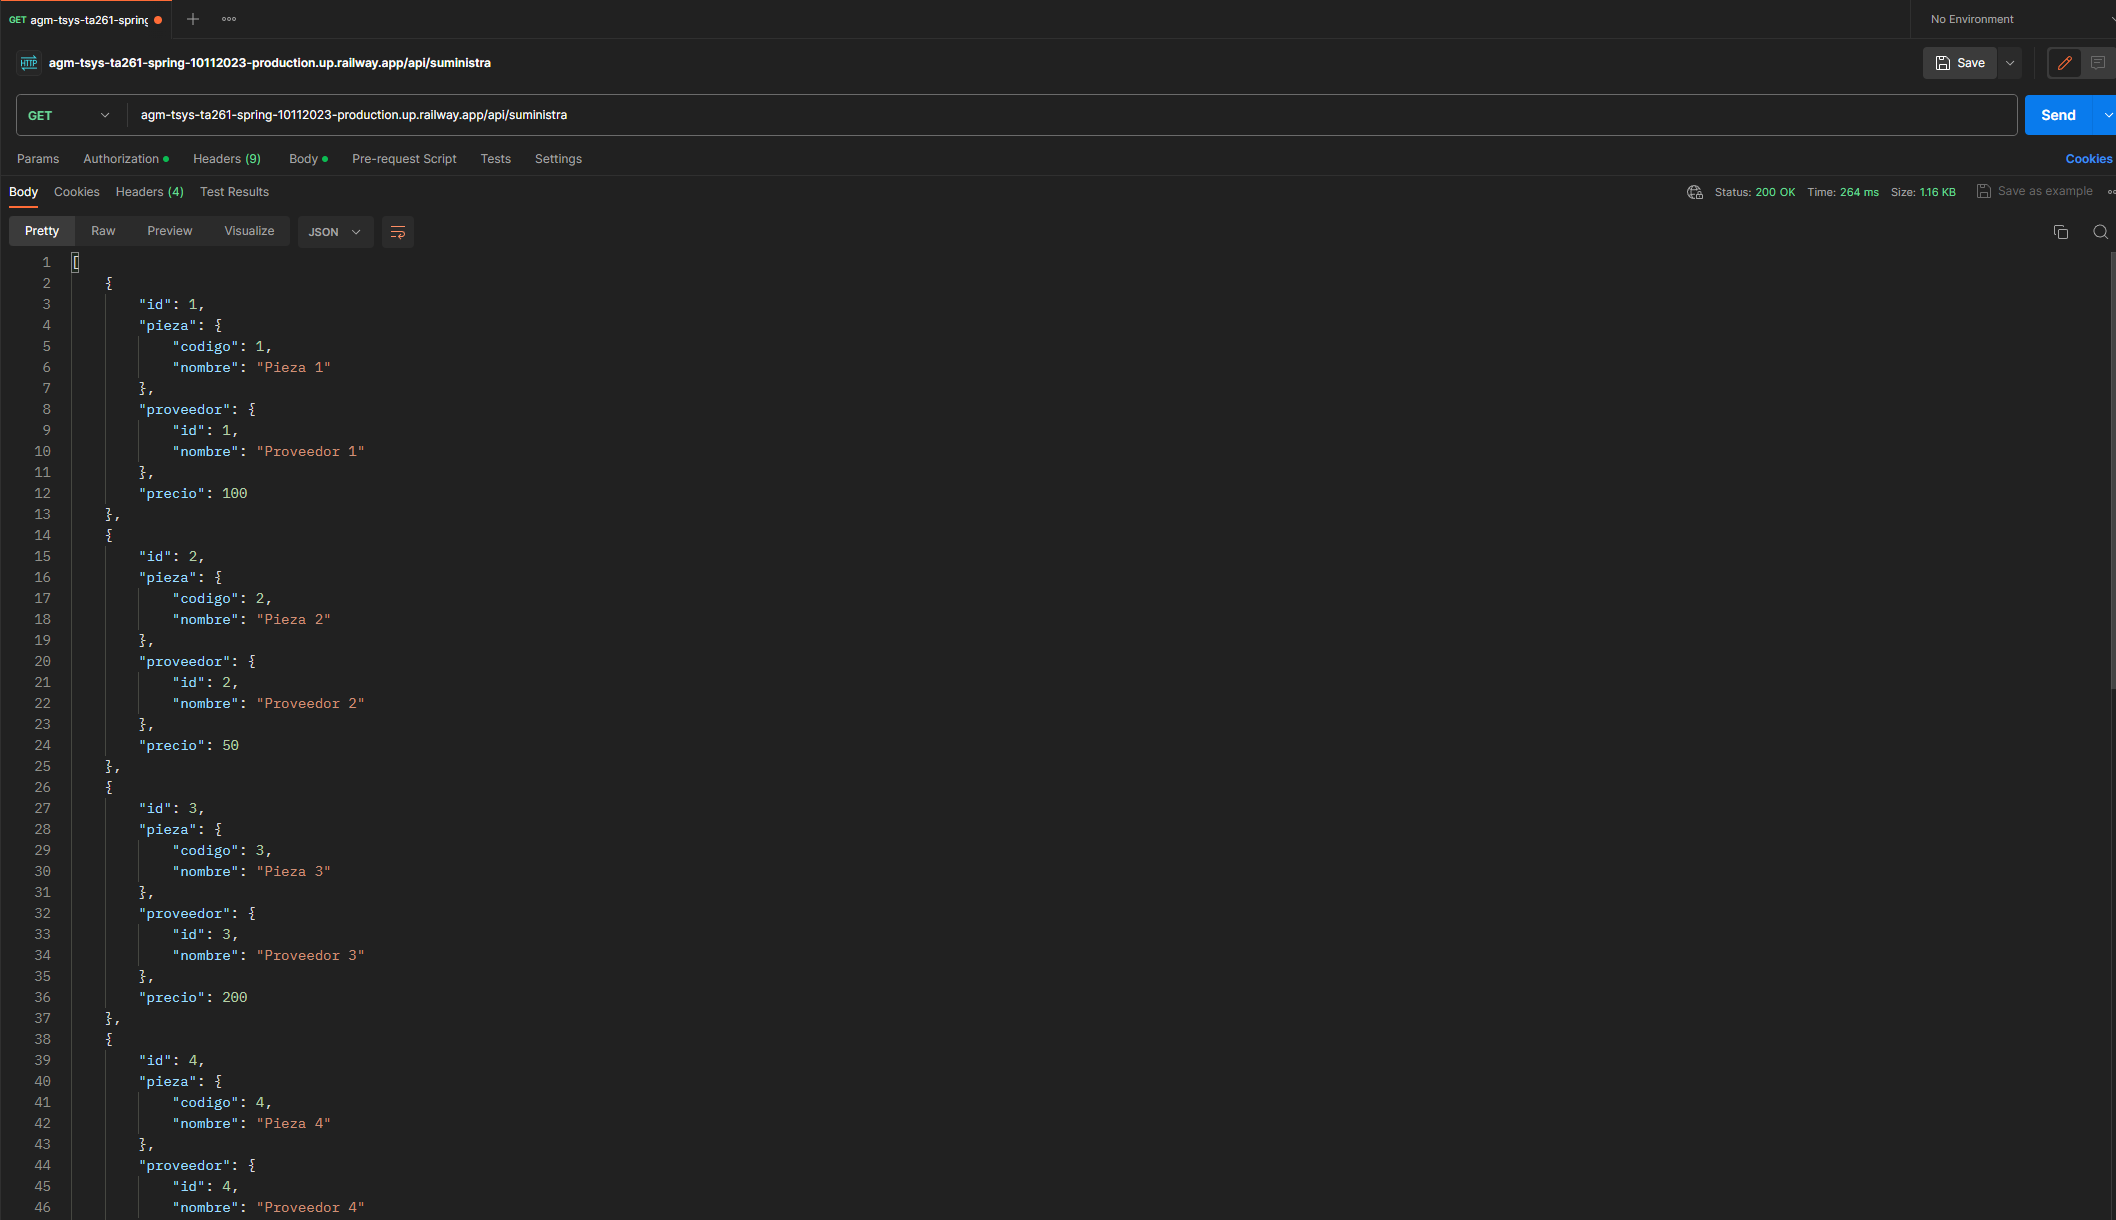 GET agm-tsys-ta261-spring
No Environment
HTTP agm-tsys-ta261-spring-10112023-production.up.railway.app/api/suministra
Save
GET agm-tsys-ta261-spring-10112023-production.up.railway.app/api/suministra
Send
Params Authorization Headers (9) Body Pre-request Script Tests Settings
Cookies
Body Cookies Headers (4) Test Results
Status: 200 OK Time: 264 ms Size: 1.16 KB Save as example
Pretty Raw Preview Visualize JSON
1 [
2 {
3 "id": 1,
4 "pieza": {
5 "codigo": 1,
6 "nombre": "Pieza 1"
7 },
8 "proveedor": {
9 "id": 1,
10 "nombre": "Proveedor 1"
11 },
12 "precio": 100
13 },
14 {
15 "id": 2,
16 "pieza": {
17 "codigo": 2,
18 "nombre": "Pieza 2"
19 },
20 "proveedor": {
21 "id": 2,
22 "nombre": "Proveedor 2"
23 },
24 "precio": 50
25 },
26 {
27 "id": 3,
28 "pieza": {
29 "codigo": 3,
30 "nombre": "Pieza 3"
31 },
32 "proveedor": {
33 "id": 3,
34 "nombre": "Proveedor 3"
35 },
36 "precio": 200
37 },
38 {
39 "id": 4,
40 "pieza": {
41 "codigo": 4,
42 "nombre": "Pieza 4"
43 },
44 "proveedor": {
45 "id": 4,
46 "nombre": "Proveedor 4"